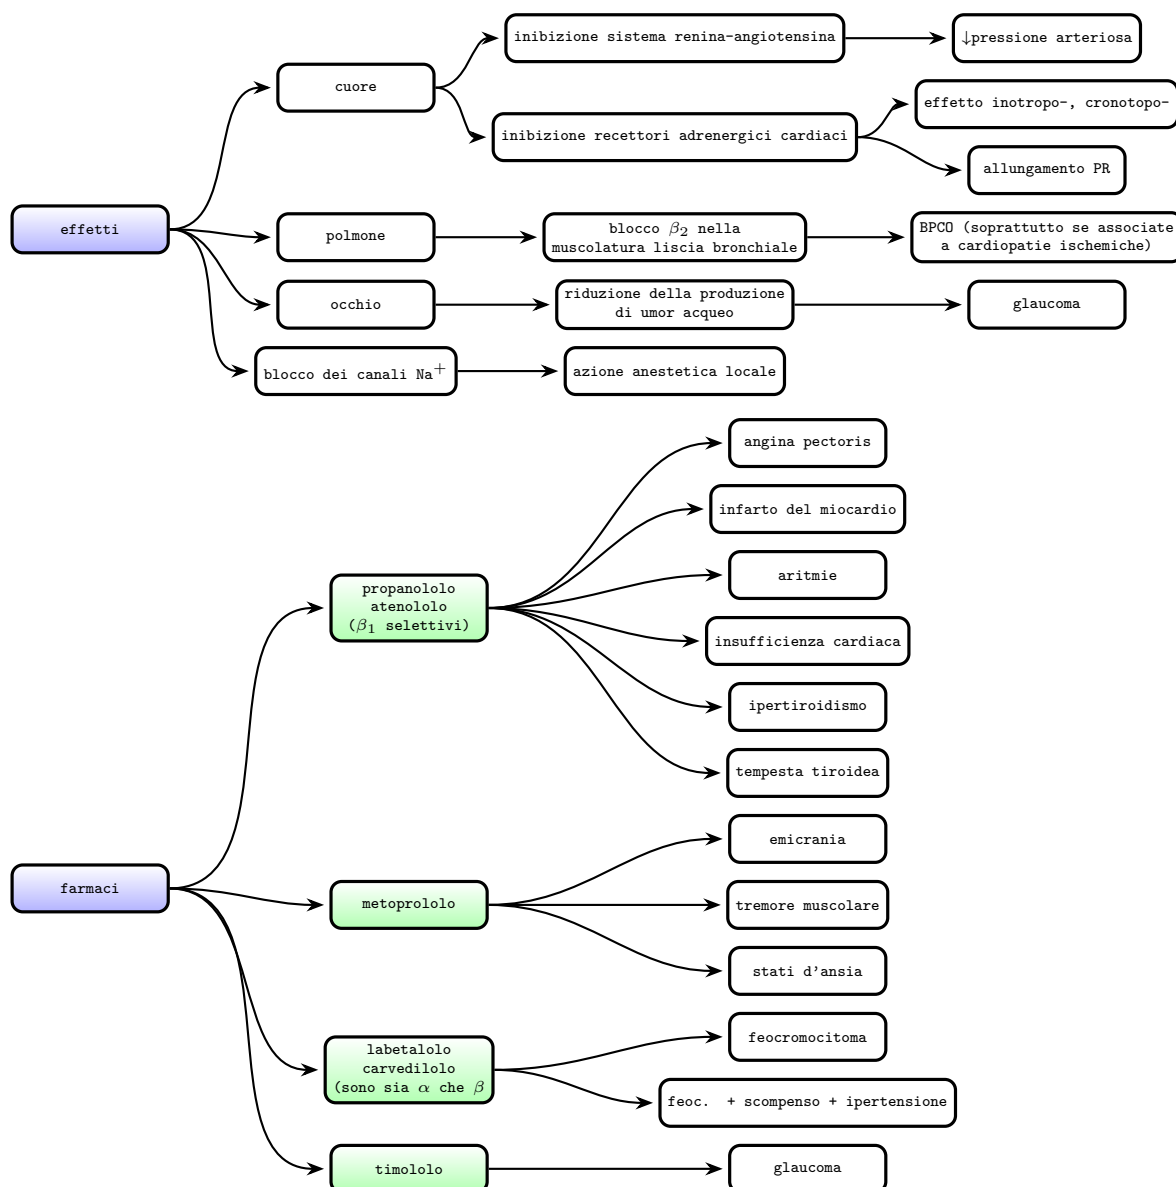 inibizione sistema renina-angiotensina
↓pressione arteriosa
cuore
effetto inotropo-, cronotopo-
inibizione recettori adrenergici cardiaci
allungamento PR
effetti
polmone
blocco β2 nella
muscolatura liscia bronchiale
BPCO (soprattutto se associate
a cardiopatie ischemiche)
occhio
riduzione della produzione
di umor acqueo
glaucoma
blocco dei canali Na+
azione anestetica locale
angina pectoris
infarto del miocardio
aritmie
propanololo
atenololo
(β1 selettivi)
insufficienza cardiaca
ipertiroidismo
tempesta tiroidea
emicrania
farmaci
metoprololo
tremore muscolare
stati d'ansia
feocromocitoma
labetalolo
carvedilolo
(sono sia α che β
feoc. + scompenso + ipertensione
timololo
glaucoma